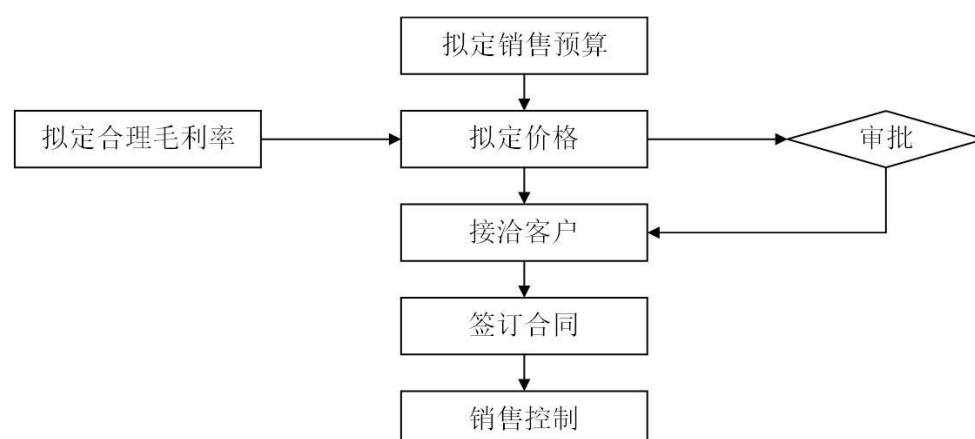 拟定销售预算
拟定合理毛利率
拟定价格
审批
接洽客户
签订合同
销售控制